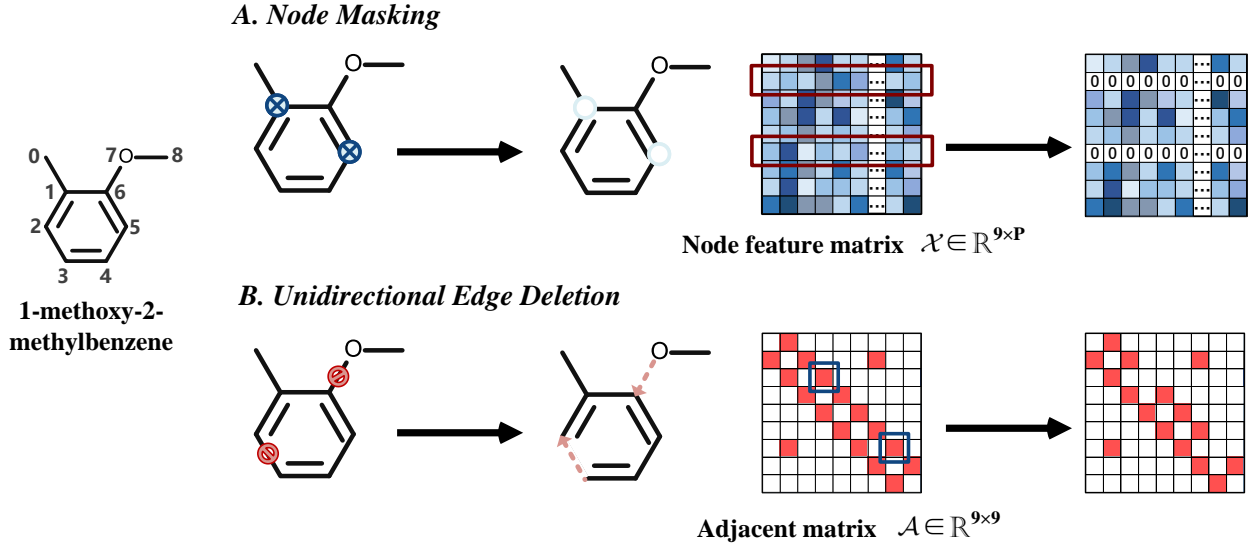 A. Node Masking
O
O
...
...
0 0 0 0 0 0 ... 0 0
...
...
0 0 0 0 0 0 ... 0 0
...
...
0
7
O
8
1
6
2
5
3
4
1-methoxy-2-
methylbenzene
Node feature matrix 𝒳 ∈ ℝ^{9×P}
B. Unidirectional Edge Deletion
O
O
Adjacent matrix 𝒜 ∈ ℝ^{9×9}